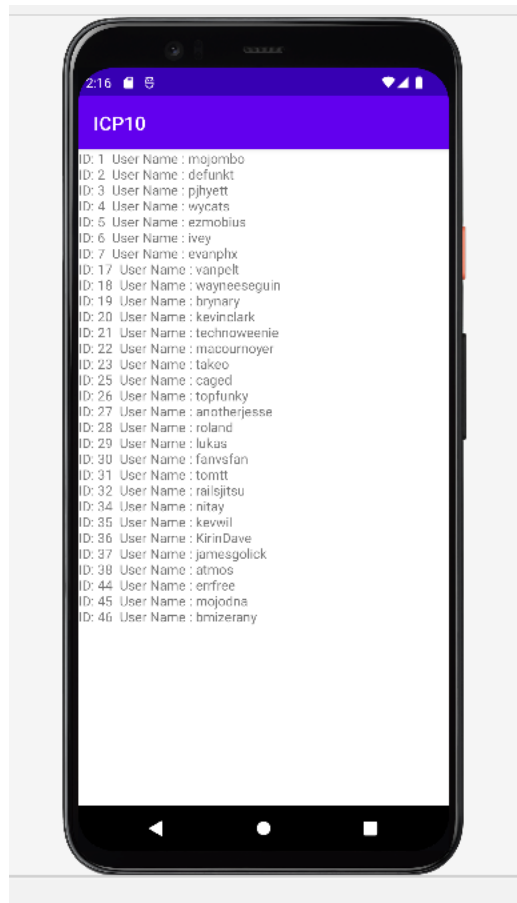 2:16
ICP10
ID: 1 User Name : mojombo
ID: 2 User Name : defunkt
ID: 3 User Name : pjhyett
ID: 4 User Name : wycats
ID: 5 User Name : ezmobius
ID: 6 User Name : ivey
ID: 7 User Name : evanphx
ID: 17 User Name : vanpelt
ID: 18 User Name : wayneeseguin
ID: 19 User Name : brynary
ID: 20 User Name : kevinclark
ID: 21 User Name : technoweenie
ID: 22 User Name : macournoyer
ID: 23 User Name : takeo
ID: 25 User Name : caged
ID: 26 User Name : topfunky
ID: 27 User Name : anotherjesse
ID: 28 User Name : roland
ID: 29 User Name : lukas
ID: 30 User Name : fanvsfan
ID: 31 User Name : tomtt
ID: 32 User Name : railsjitsu
ID: 34 User Name : nitay
ID: 35 User Name : kevwil
ID: 36 User Name : KirinDave
ID: 37 User Name : jamesgolick
ID: 38 User Name : atmos
ID: 44 User Name : errfree
ID: 45 User Name : mojodna
ID: 46 User Name : bmizerany